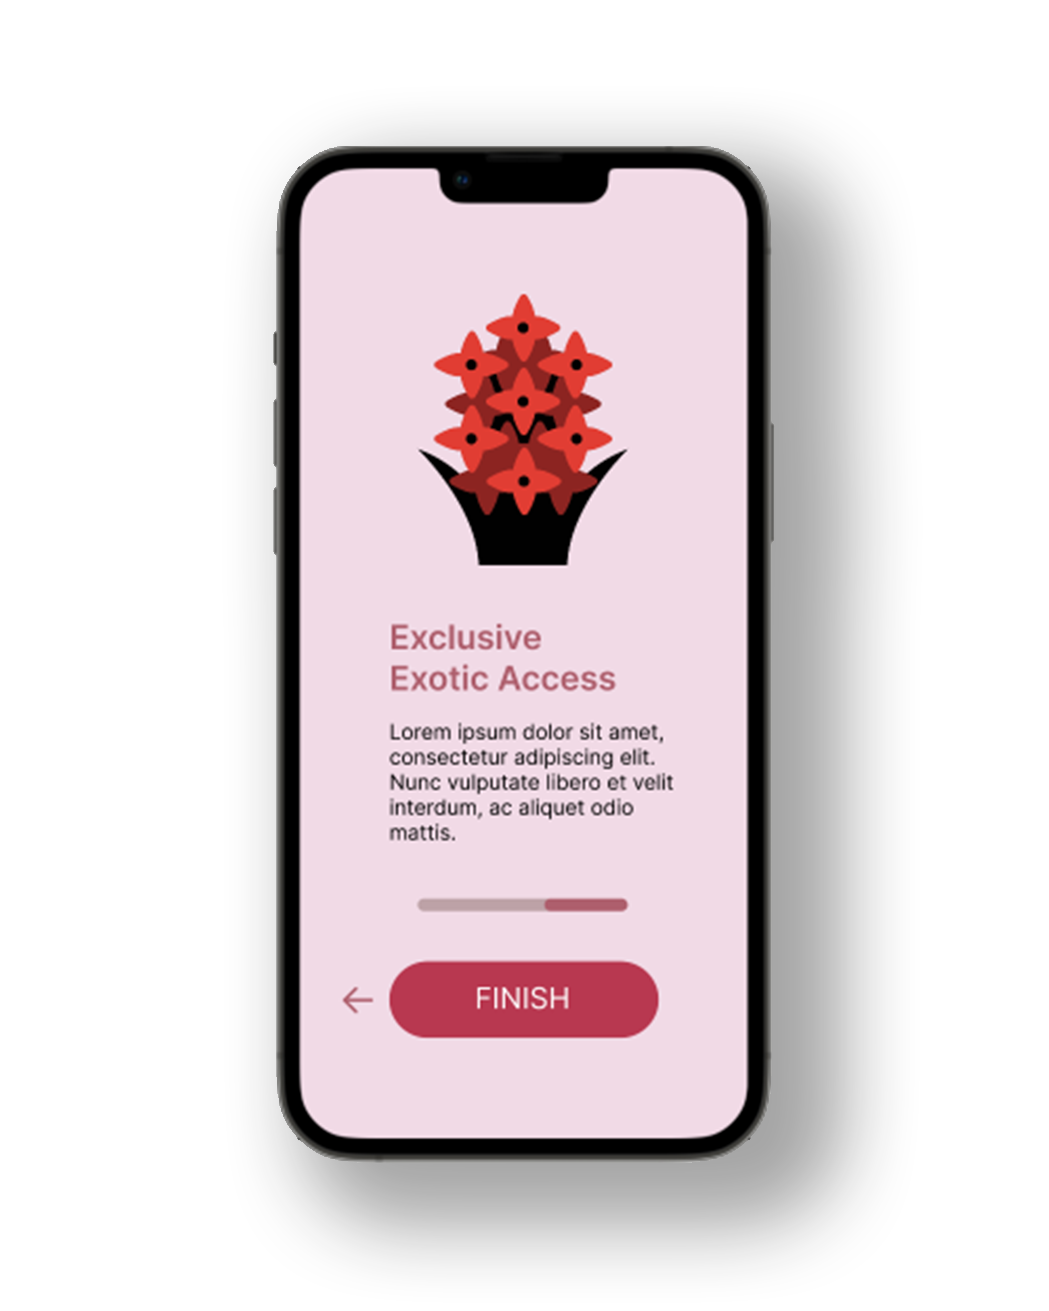 Exclusive
Exotic Access
Lorem ipsum dolor sit amet,
consectetur adipiscing elit.
Nunc vulputate libero et velit
interdum, ac aliquet odio
mattis.
FINISH